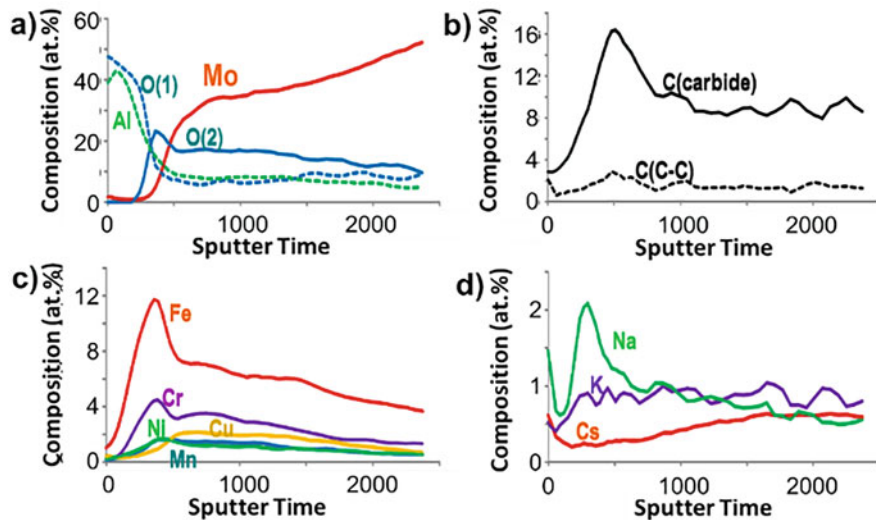 a)
Composition (at.%)
60
40
20
0
O(1)
Mo
Al
O(2)
0 1000 2000
Sputter Time
b)
Composition (at.%)
16
12
8
4
0
C(carbide)
C(C-C)
0 1000 2000
Sputter Time
c)
Composition (at.%)
12
8
4
0
Fe
Cr
Ni
Cu
Mn
0 1000 2000
Sputter Time
d)
Composition (at.%)
2
1
0
Na
K
Cs
0 1000 2000
Sputter Time